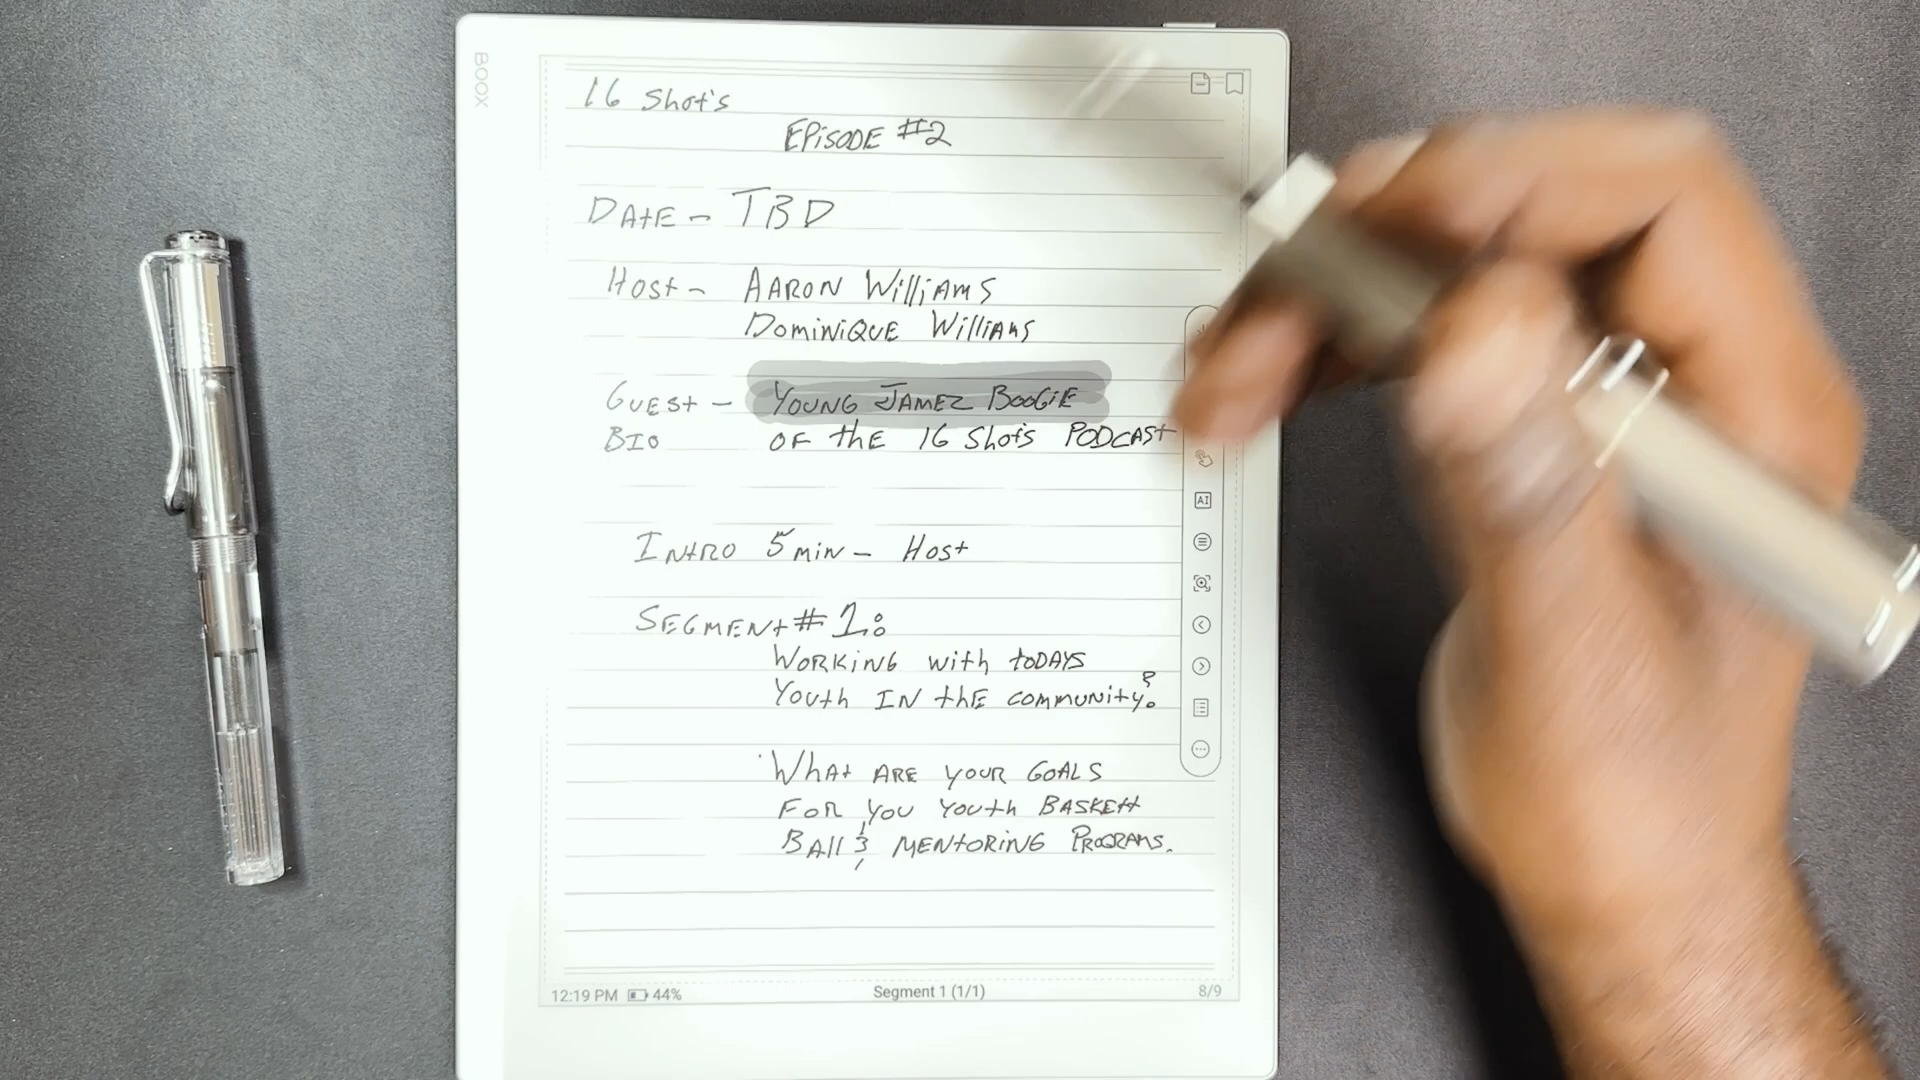 BOOX
16 Shot's
EPISODE #2
DATE - TBD
HOST - AARON WILLIAMS
DOMINIQUE WILLIAMS
GUEST - YOUNG JAMEZ BOOGIE
BIO OF THE 16 SHOTS PODCAST
INTRO 5 MIN - HOST
SEGMENT #1:
WORKING WITH TODAYS
YOUTH IN THE COMMUNITY?
WHAT ARE YOUR GOALS
FOR YOU YOUTH BASKETT
BALL & MENTORING PROGRAMS.
AI
12:19 PM 44% Segment 1 (1/1) 8/9